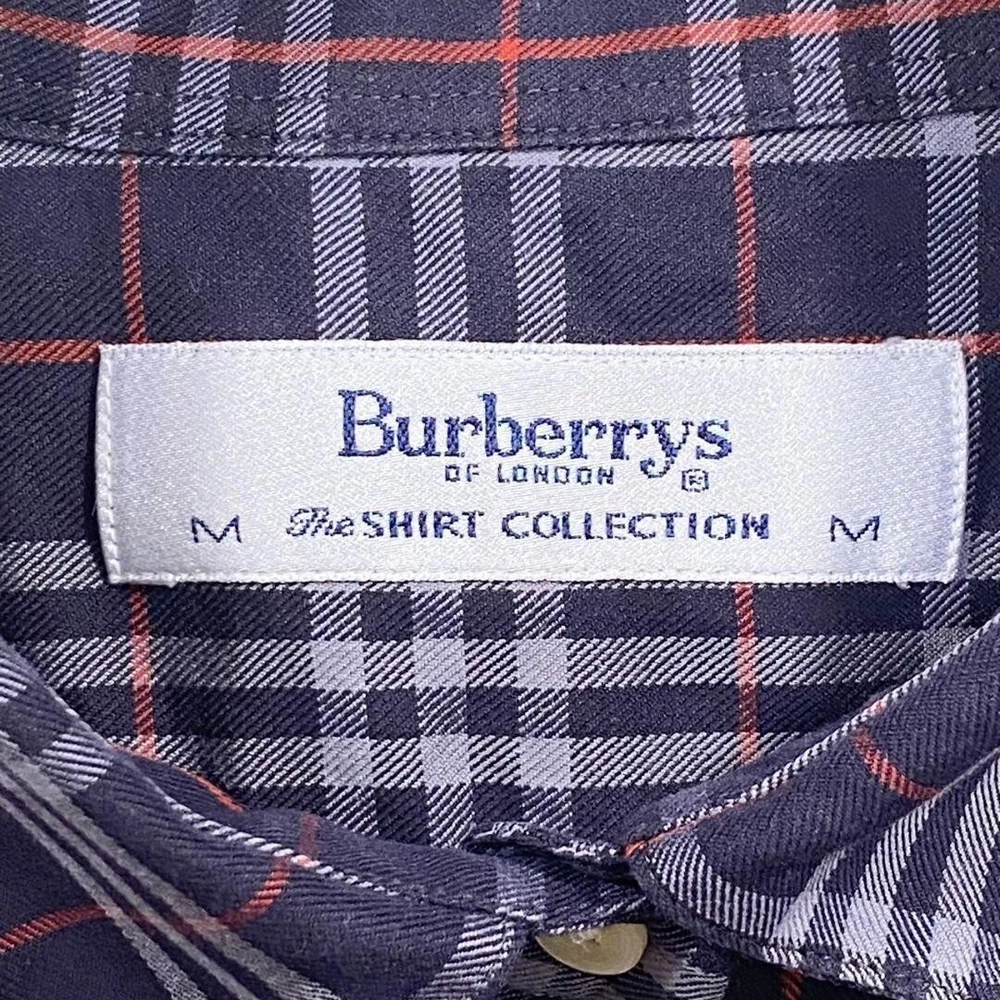 Burberrys
OF LONDON ®
M The SHIRT COLLECTION M